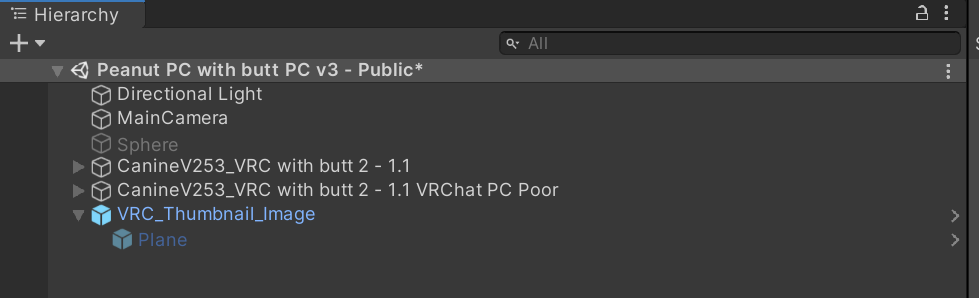 Hierarchy
All
Peanut PC with butt PC v3 - Public*
Directional Light
MainCamera
Sphere
CanineV253_VRC with butt 2 - 1.1
CanineV253_VRC with butt 2 - 1.1 VRChat PC Poor
VRC_Thumbnail_Image
Plane